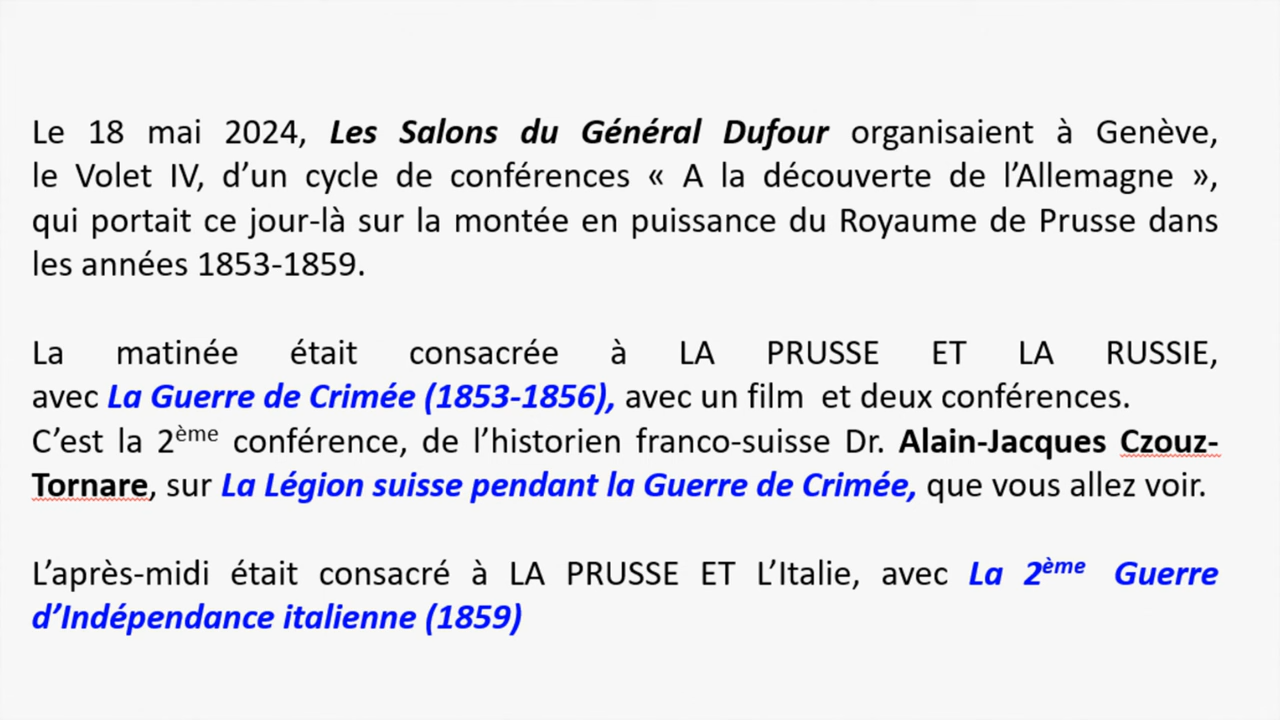 Le 18 mai 2024, Les Salons du Général Dufour organisaient à Genève,
le Volet IV, d’un cycle de conférences « A la découverte de l’Allemagne »,
qui portait ce jour-là sur la montée en puissance du Royaume de Prusse dans
les années 1853-1859.
La matinée était consacrée à LA PRUSSE ET LA RUSSIE,
avec La Guerre de Crimée (1853-1856), avec un film et deux conférences.
C’est la 2ème conférence, de l’historien franco-suisse Dr. Alain-Jacques Czouz-
Tornare, sur La Légion suisse pendant la Guerre de Crimée, que vous allez voir.
L’après-midi était consacré à LA PRUSSE ET L’Italie, avec La 2ème Guerre
d’Indépendance italienne (1859)